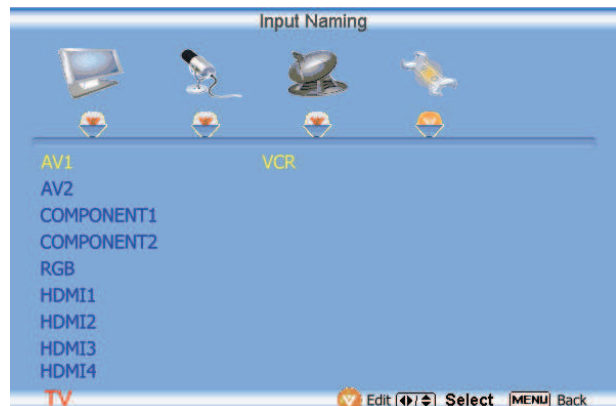 Input Naming
AV1 VCR
AV2
COMPONENT1
COMPONENT2
RGB
HDMI1
HDMI2
HDMI3
HDMI4
TV Edit / Select MENU Back